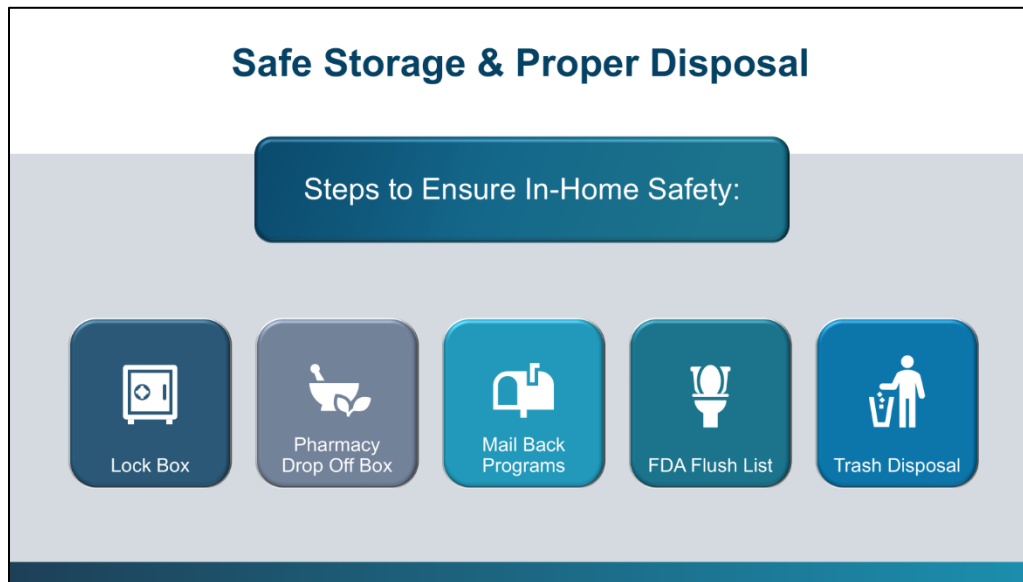 Safe Storage & Proper Disposal
Steps to Ensure In-Home Safety:
Lock Box
Pharmacy
Drop Off Box
Mail Back
Programs
FDA Flush List
Trash Disposal